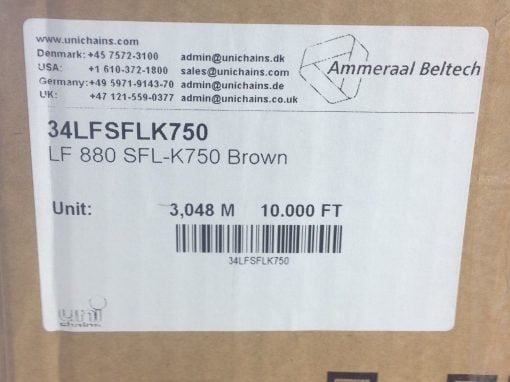 www.unichains.com
Denmark: +45 7572-3100 admin@unichains.dk
USA: +1 610-372-1800 sales@unichains.com
Germany: +49 5971-9143-70 admin@unichains.de
UK: +47 121-559-0377 admin@unichains.co.uk
Ammeraal Beltech
34LFSFLK750
LF 880 SFL-K750 Brown
Unit: 3,048 M 10.000 FT
34LFSFLK750
uni
chains